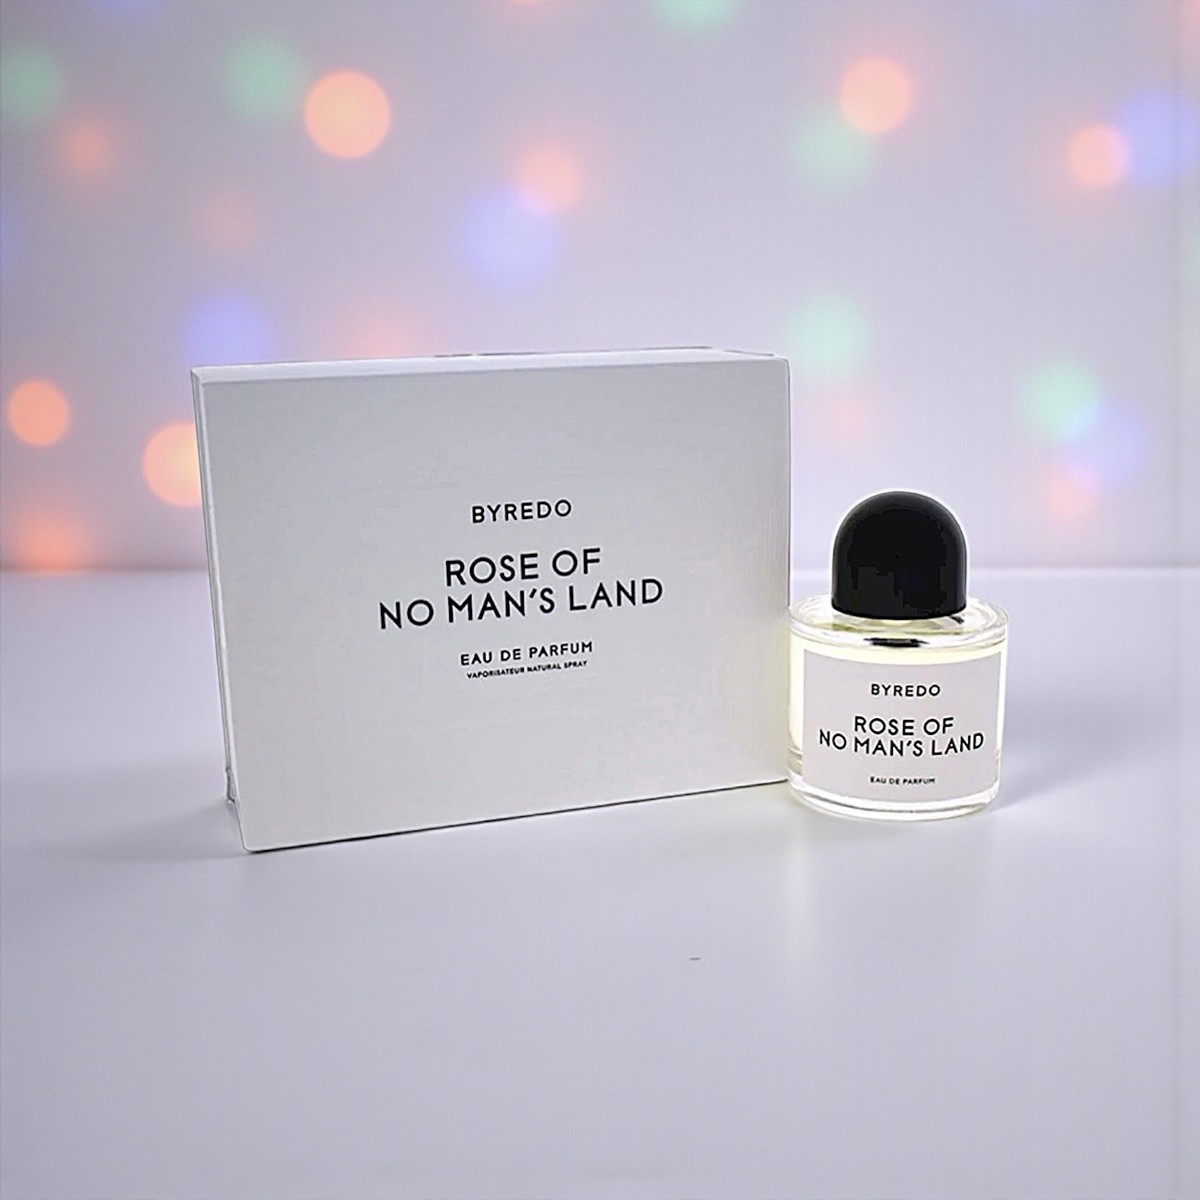 BYREDO
ROSE OF
NO MAN'S LAND
EAU DE PARFUM
VAPORISATEUR NATURAL SPRAY
BYREDO
ROSE OF
NO MAN'S LAND
EAU DE PARFUM